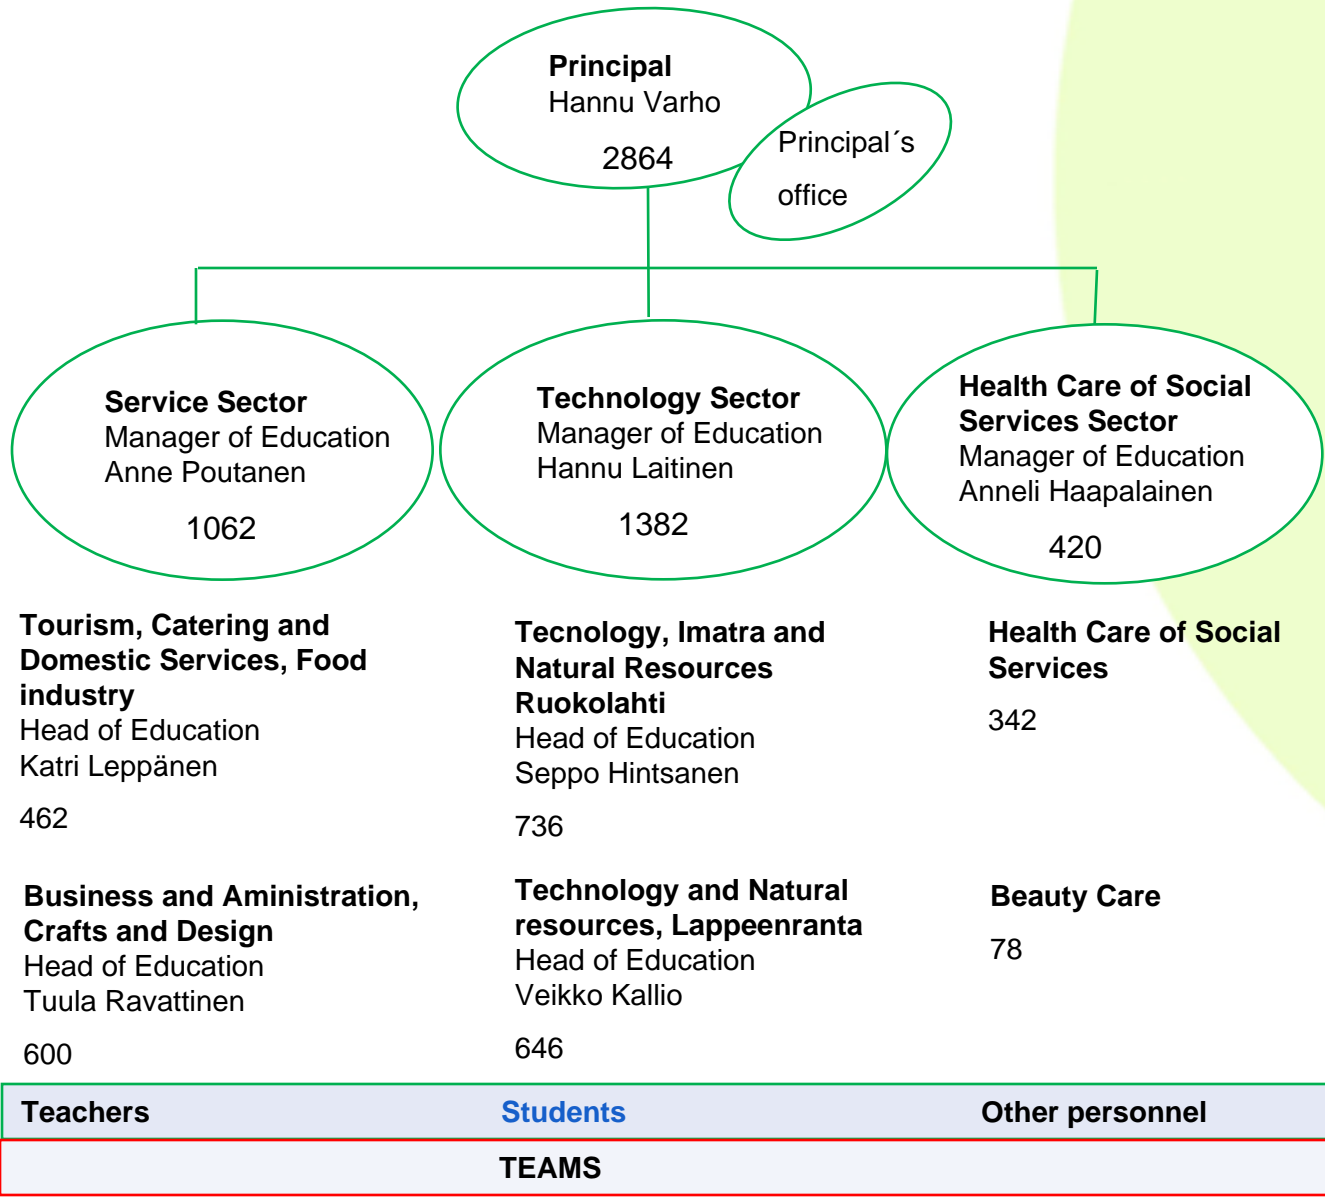 Principal
Hannu Varho
2864
Principal´s
office
Service Sector
Manager of Education
Anne Poutanen
1062
Technology Sector
Manager of Education
Hannu Laitinen
1382
Health Care of Social
Services Sector
Manager of Education
Anneli Haapalainen
420
Tourism, Catering and
Domestic Services, Food
industry
Head of Education
Katri Leppänen
462
Business and Aministration,
Crafts and Design
Head of Education
Tuula Ravattinen
600
Tecnology, Imatra and
Natural Resources
Ruokolahti
Head of Education
Seppo Hintsanen
736
Technology and Natural
resources, Lappeenranta
Head of Education
Veikko Kallio
646
Health Care of Social
Services
342
Beauty Care
78
Teachers
Students
Other personnel
TEAMS